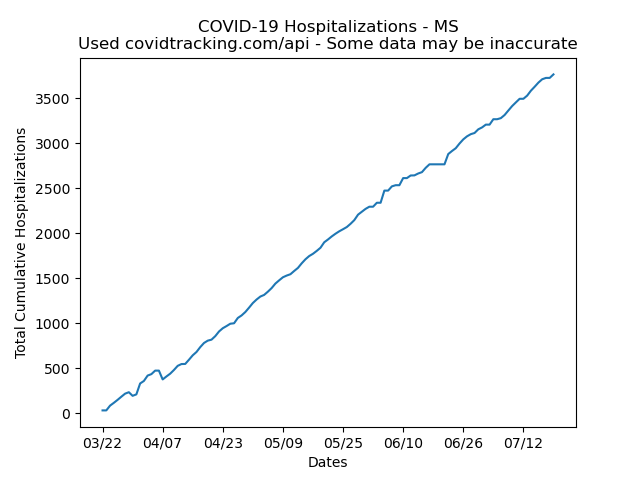 COVID-19 Hospitalizations - MS
Used covidtracking.com/api - Some data may be inaccurate
Total Cumulative Hospitalizations
3500
3000
2500
2000
1500
1000
500
0
03/22 04/07 04/23 05/09 05/25 06/10 06/26 07/12
Dates